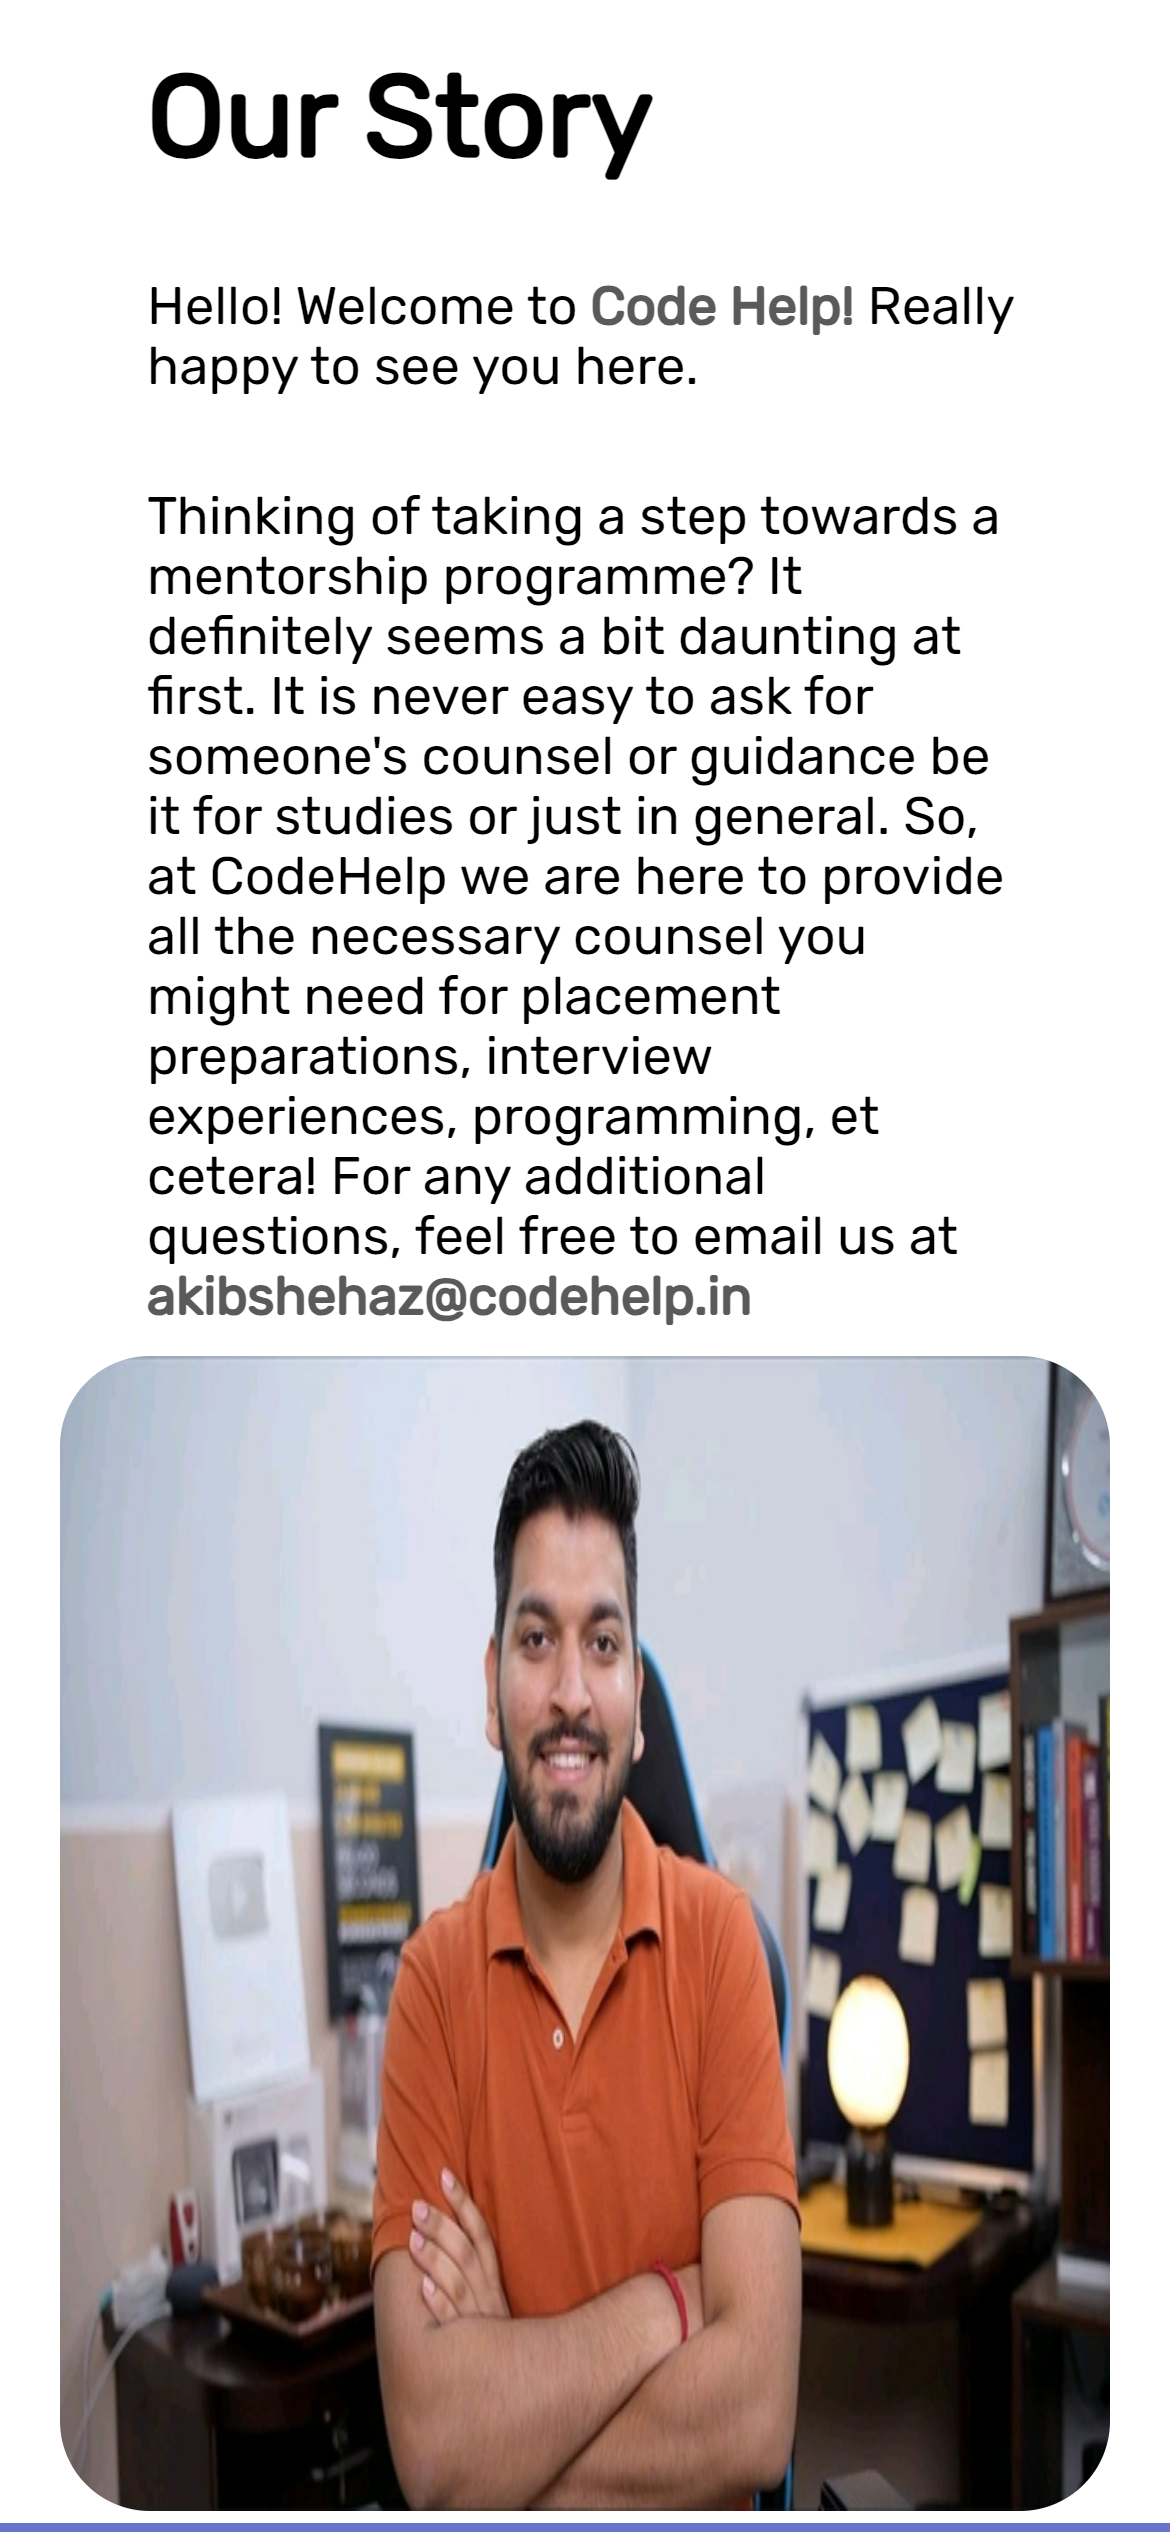 Our Story
Hello! Welcome to Code Help! Really
happy to see you here.
Thinking of taking a step towards a
mentorship programme? It
definitely seems a bit daunting at
first. It is never easy to ask for
someone's counsel or guidance be
it for studies or just in general. So,
at CodeHelp we are here to provide
all the necessary counsel you
might need for placement
preparations, interview
experiences, programming, et
cetera! For any additional
questions, feel free to email us at
akibshehaz@codehelp.in